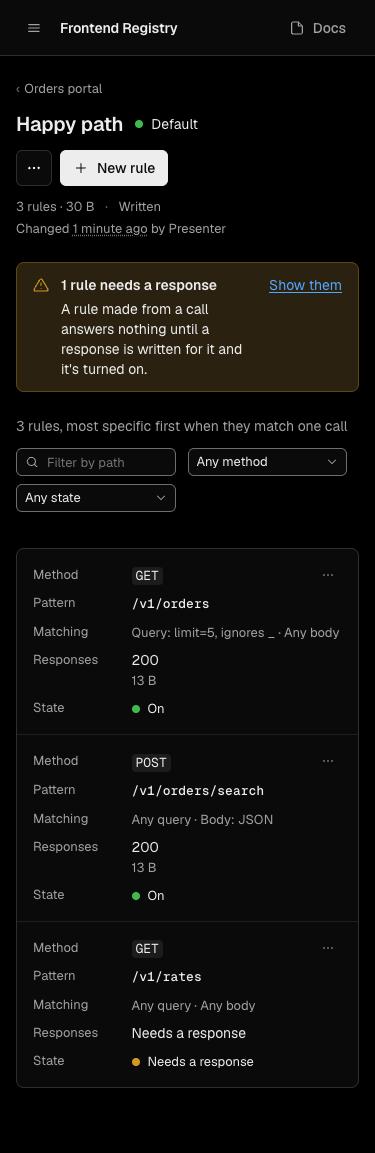 Frontend Registry
Docs
‹ Orders portal
Happy path
Default
New rule
3 rules · 30 B · Written
Changed 1 minute ago by Presenter
1 rule needs a response
Show them
A rule made from a call
answers nothing until a
response is written for it and
it's turned on.
3 rules, most specific first when they match one call
Filter by path
Any method
Any state
Method GET
Pattern /v1/orders
Matching Query: limit=5, ignores _ · Any body
Responses 200
13 B
State On
Method POST
Pattern /v1/orders/search
Matching Any query · Body: JSON
Responses 200
13 B
State On
Method GET
Pattern /v1/rates
Matching Any query · Any body
Responses Needs a response
State Needs a response